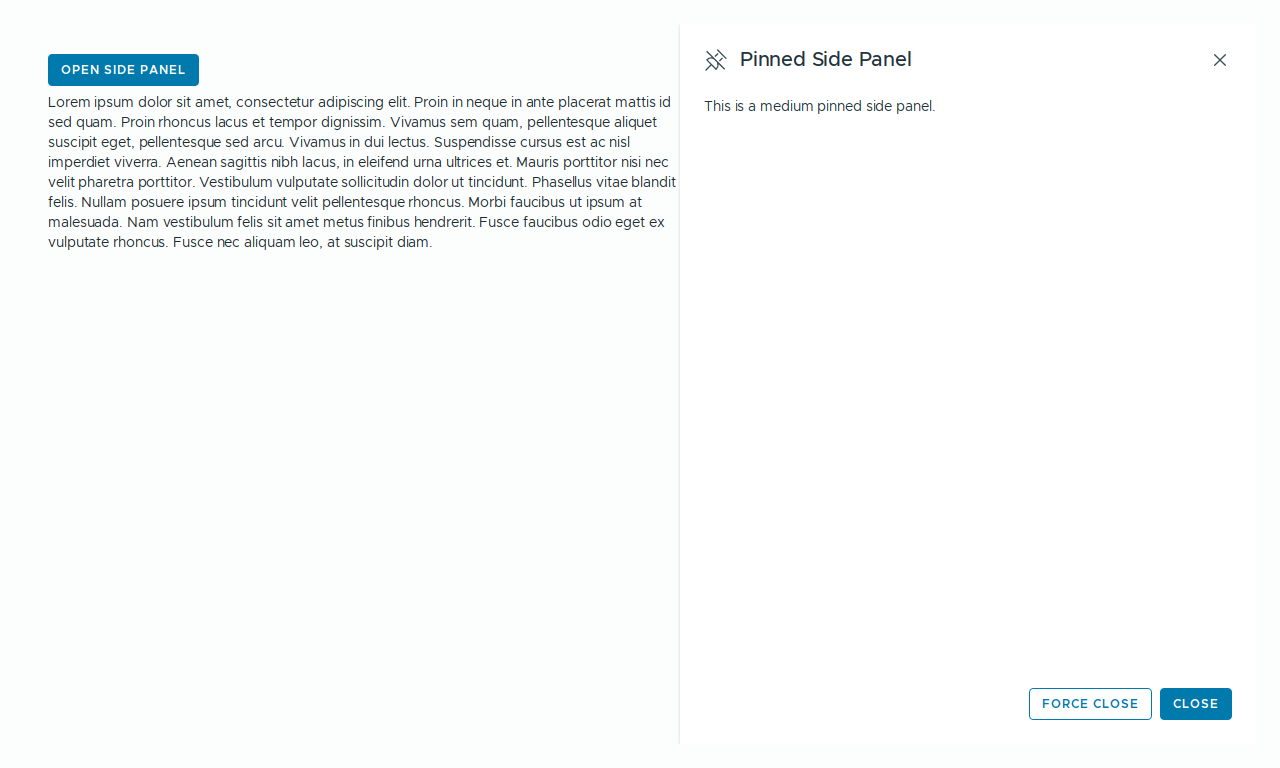 OPEN SIDE PANEL
Lorem ipsum dolor sit amet, consectetur adipiscing elit. Proin in neque in ante placerat mattis id
sed quam. Proin rhoncus lacus et tempor dignissim. Vivamus sem quam, pellentesque aliquet
suscipit eget, pellentesque sed arcu. Vivamus in dui lectus. Suspendisse cursus est ac nisl
imperdiet viverra. Aenean sagittis nibh lacus, in eleifend urna ultrices et. Mauris porttitor nisi nec
velit pharetra porttitor. Vestibulum vulputate sollicitudin dolor ut tincidunt. Phasellus vitae blandit
felis. Nullam posuere ipsum tincidunt velit pellentesque rhoncus. Morbi faucibus ut ipsum at
malesuada. Nam vestibulum felis sit amet metus finibus hendrerit. Fusce faucibus odio eget ex
vulputate rhoncus. Fusce nec aliquam leo, at suscipit diam.
Pinned Side Panel
This is a medium pinned side panel.
FORCE CLOSE
CLOSE